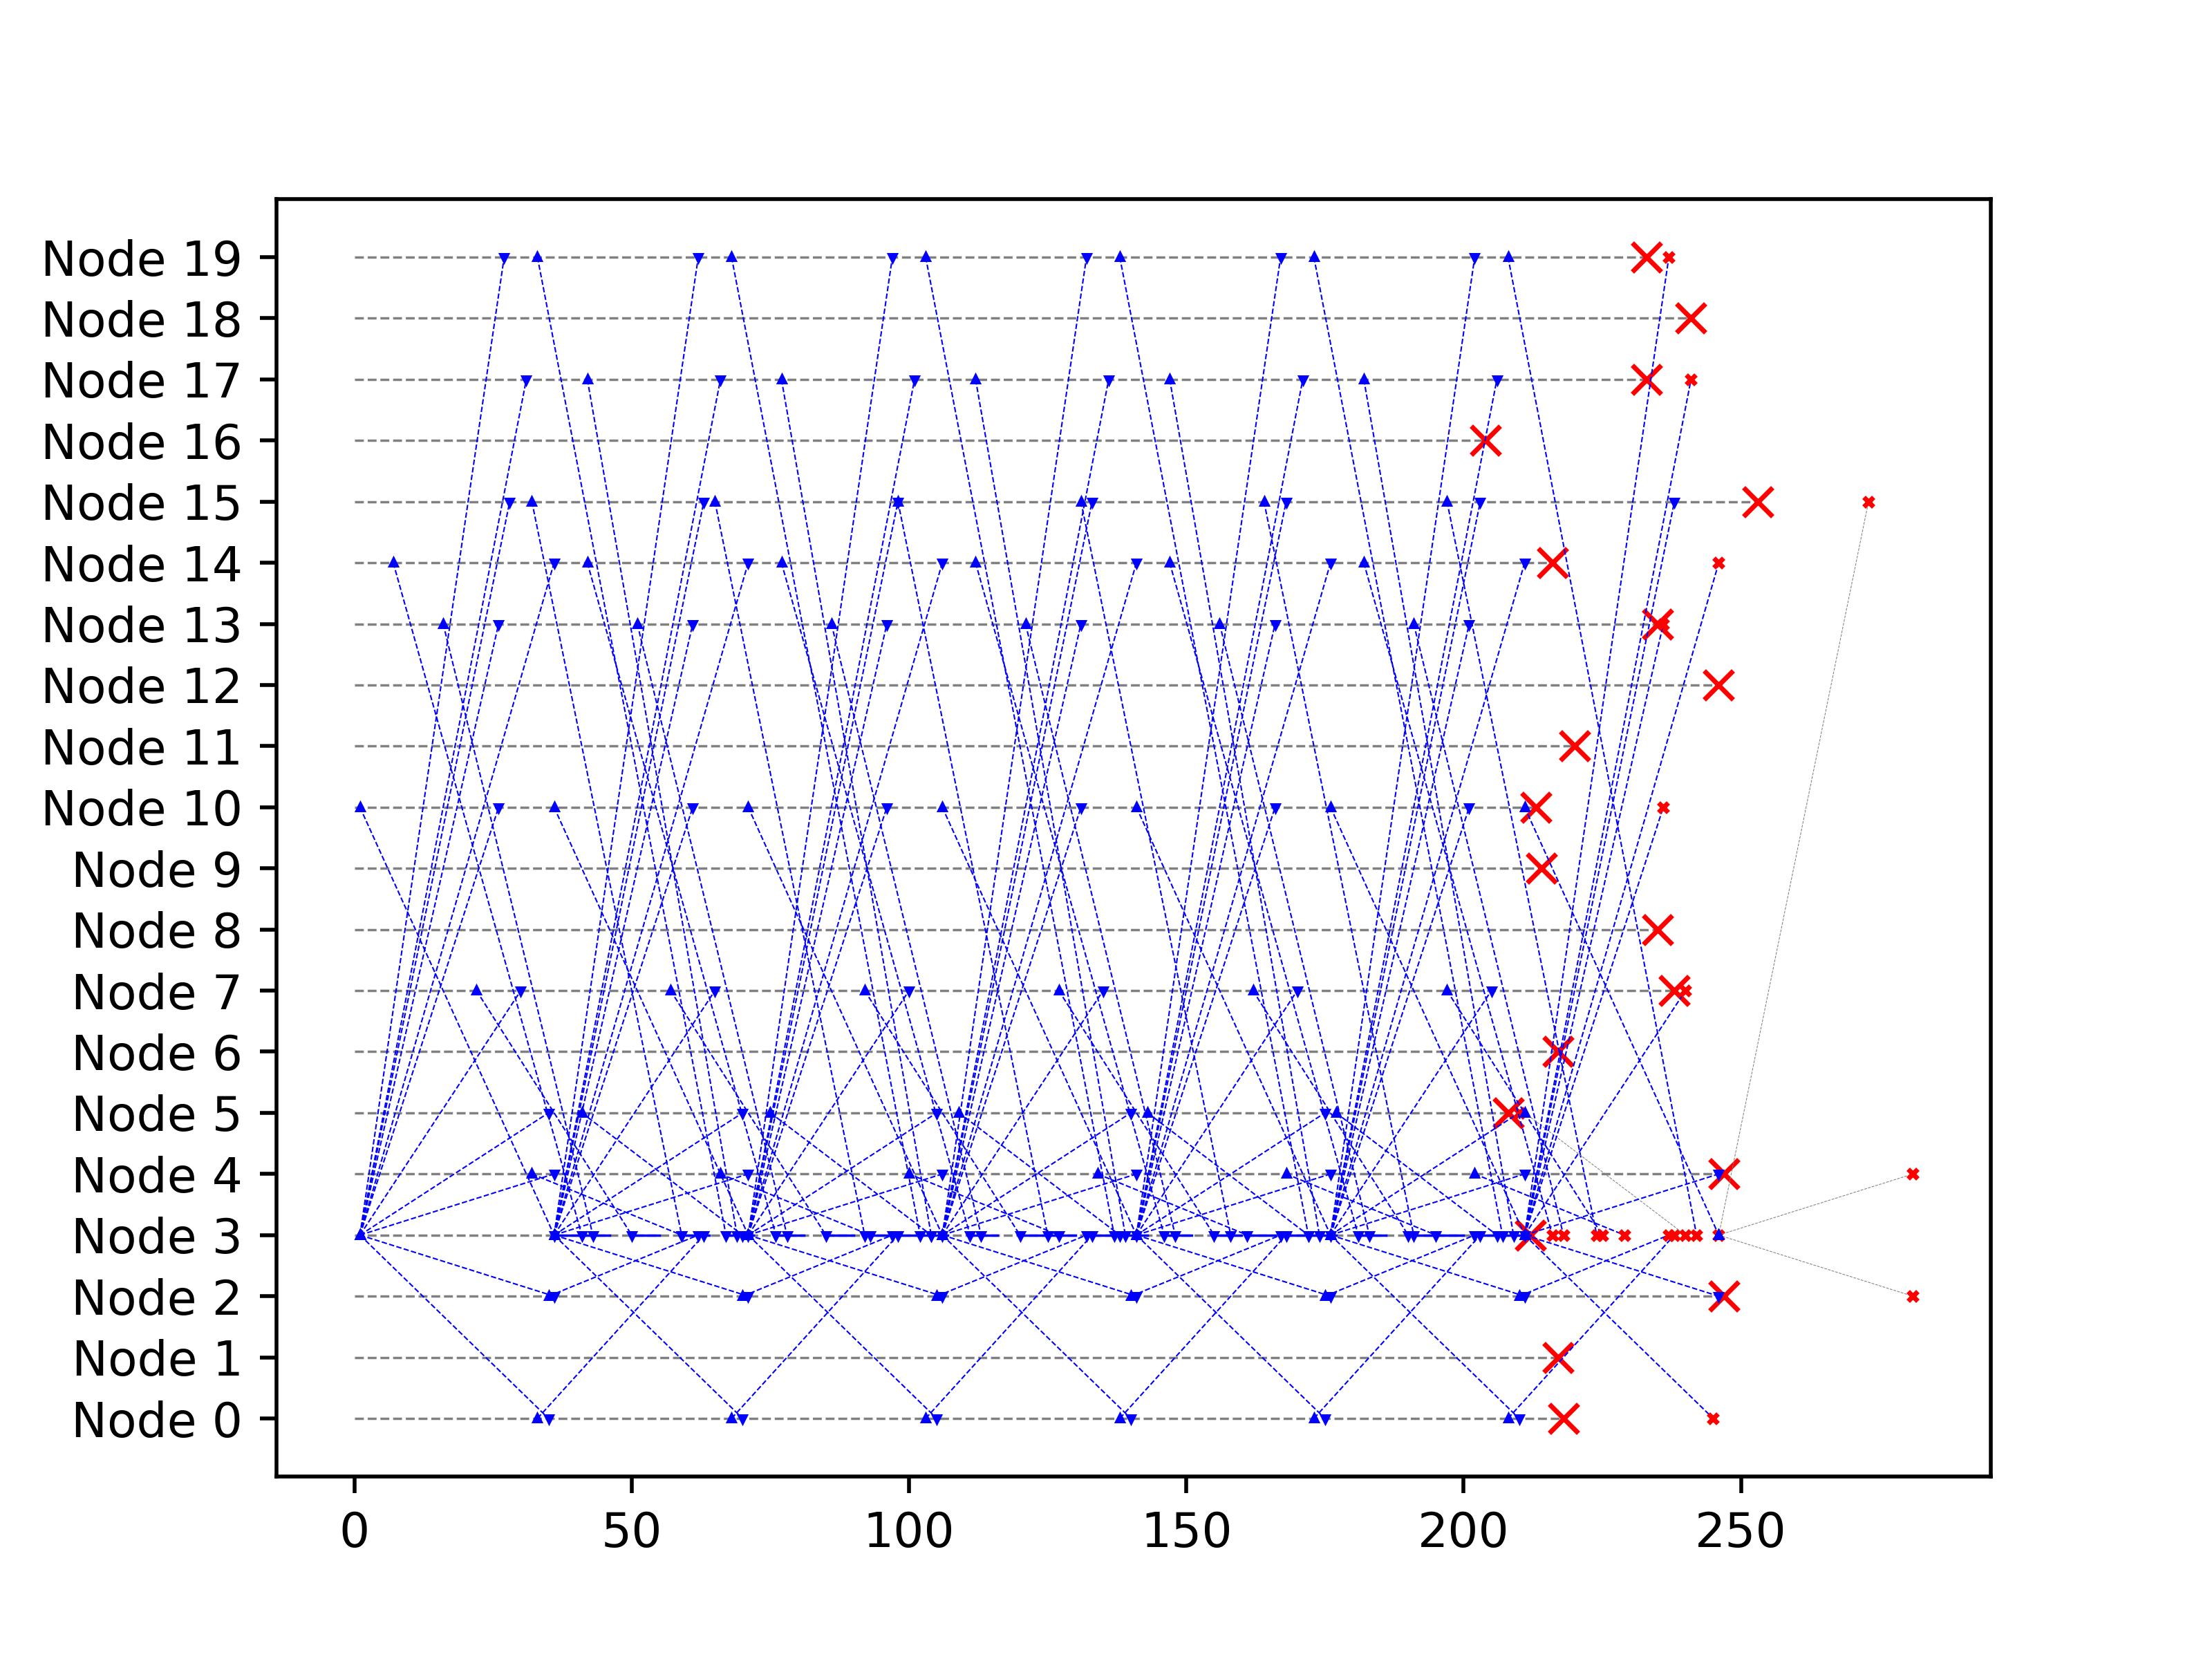 Node 19
Node 18
Node 17
Node 16
Node 15
Node 14
Node 13
Node 12
Node 11
Node 10
Node 9
Node 8
Node 7
Node 6
Node 5
Node 4
Node 3
Node 2
Node 1
Node 0
0 50 100 150 200 250